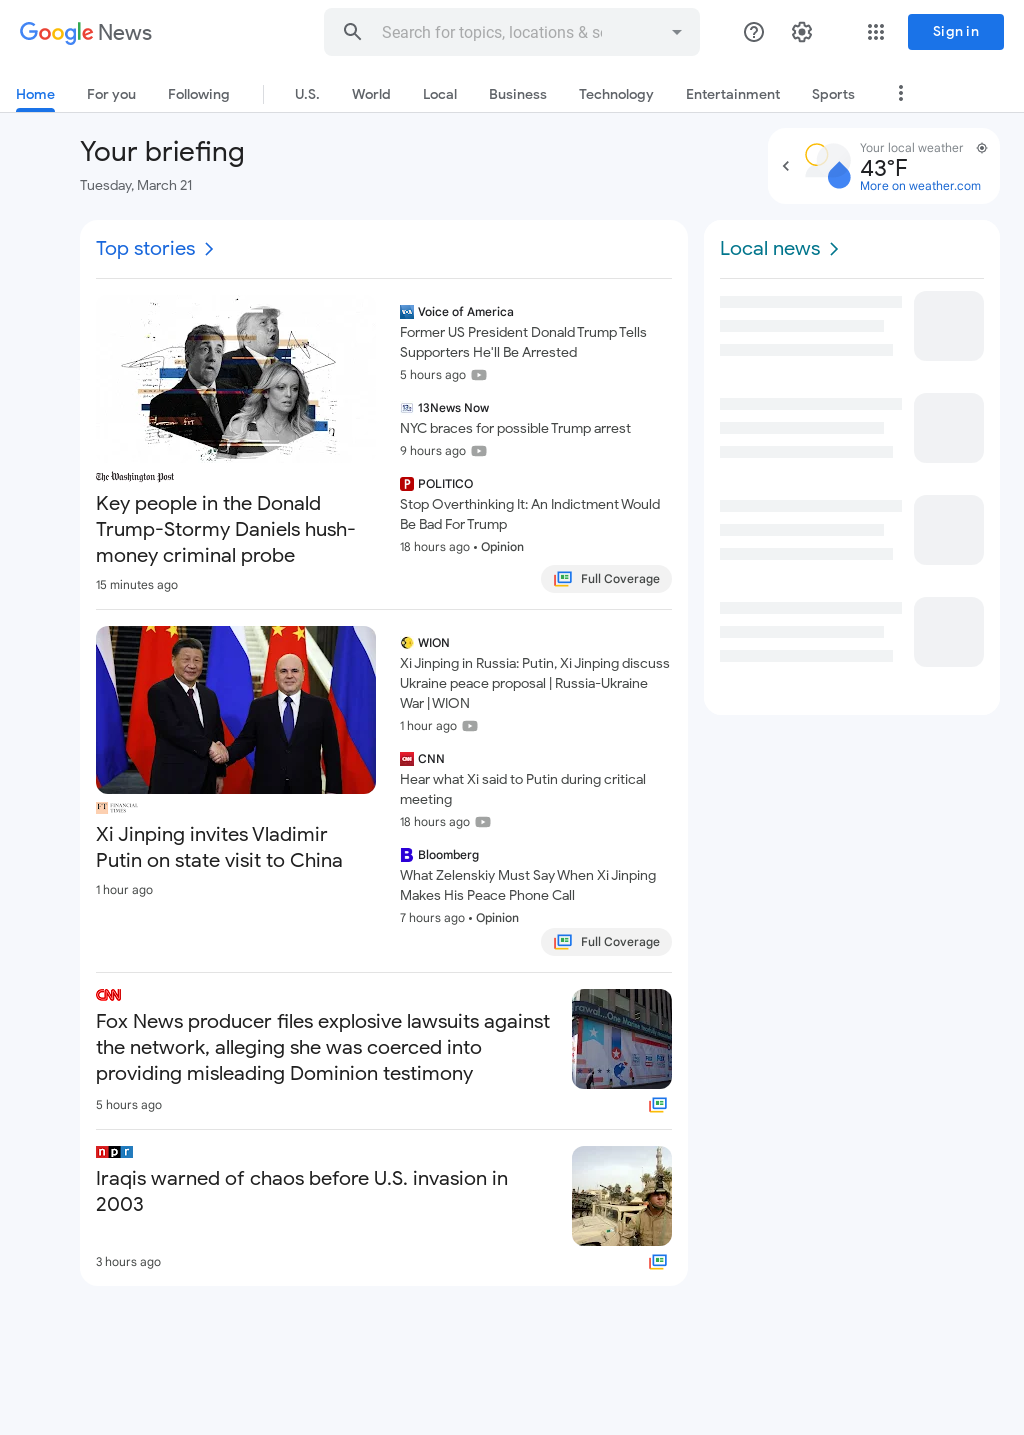 Google News
Search for topics, locations &
Sign in
Home For you Following U.S. World Local Business Technology Entertainment Sports
Your briefing
Tuesday, March 21
Your local weather
43°F
More on weather.com
Top stories
The Washington Post
Key people in the Donald
Trump-Stormy Daniels hush-
money criminal probe
15 minutes ago
VOA Voice of America
Former US President Donald Trump Tells
Supporters He'll Be Arrested
5 hours ago
13News Now
NYC braces for possible Trump arrest
9 hours ago
P POLITICO
Stop Overthinking It: An Indictment Would
Be Bad For Trump
18 hours ago • Opinion
Full Coverage
FT FINANCIAL
TIMES
Xi Jinping invites Vladimir
Putin on state visit to China
1 hour ago
WION
Xi Jinping in Russia: Putin, Xi Jinping discuss
Ukraine peace proposal | Russia-Ukraine
War | WION
1 hour ago
CNN CNN
Hear what Xi said to Putin during critical
meeting
18 hours ago
B Bloomberg
What Zelenskiy Must Say When Xi Jinping
Makes His Peace Phone Call
7 hours ago • Opinion
Full Coverage
CNN
Fox News producer files explosive lawsuits against
the network, alleging she was coerced into
providing misleading Dominion testimony
5 hours ago
npr
Iraqis warned of chaos before U.S. invasion in
2003
3 hours ago
Local news